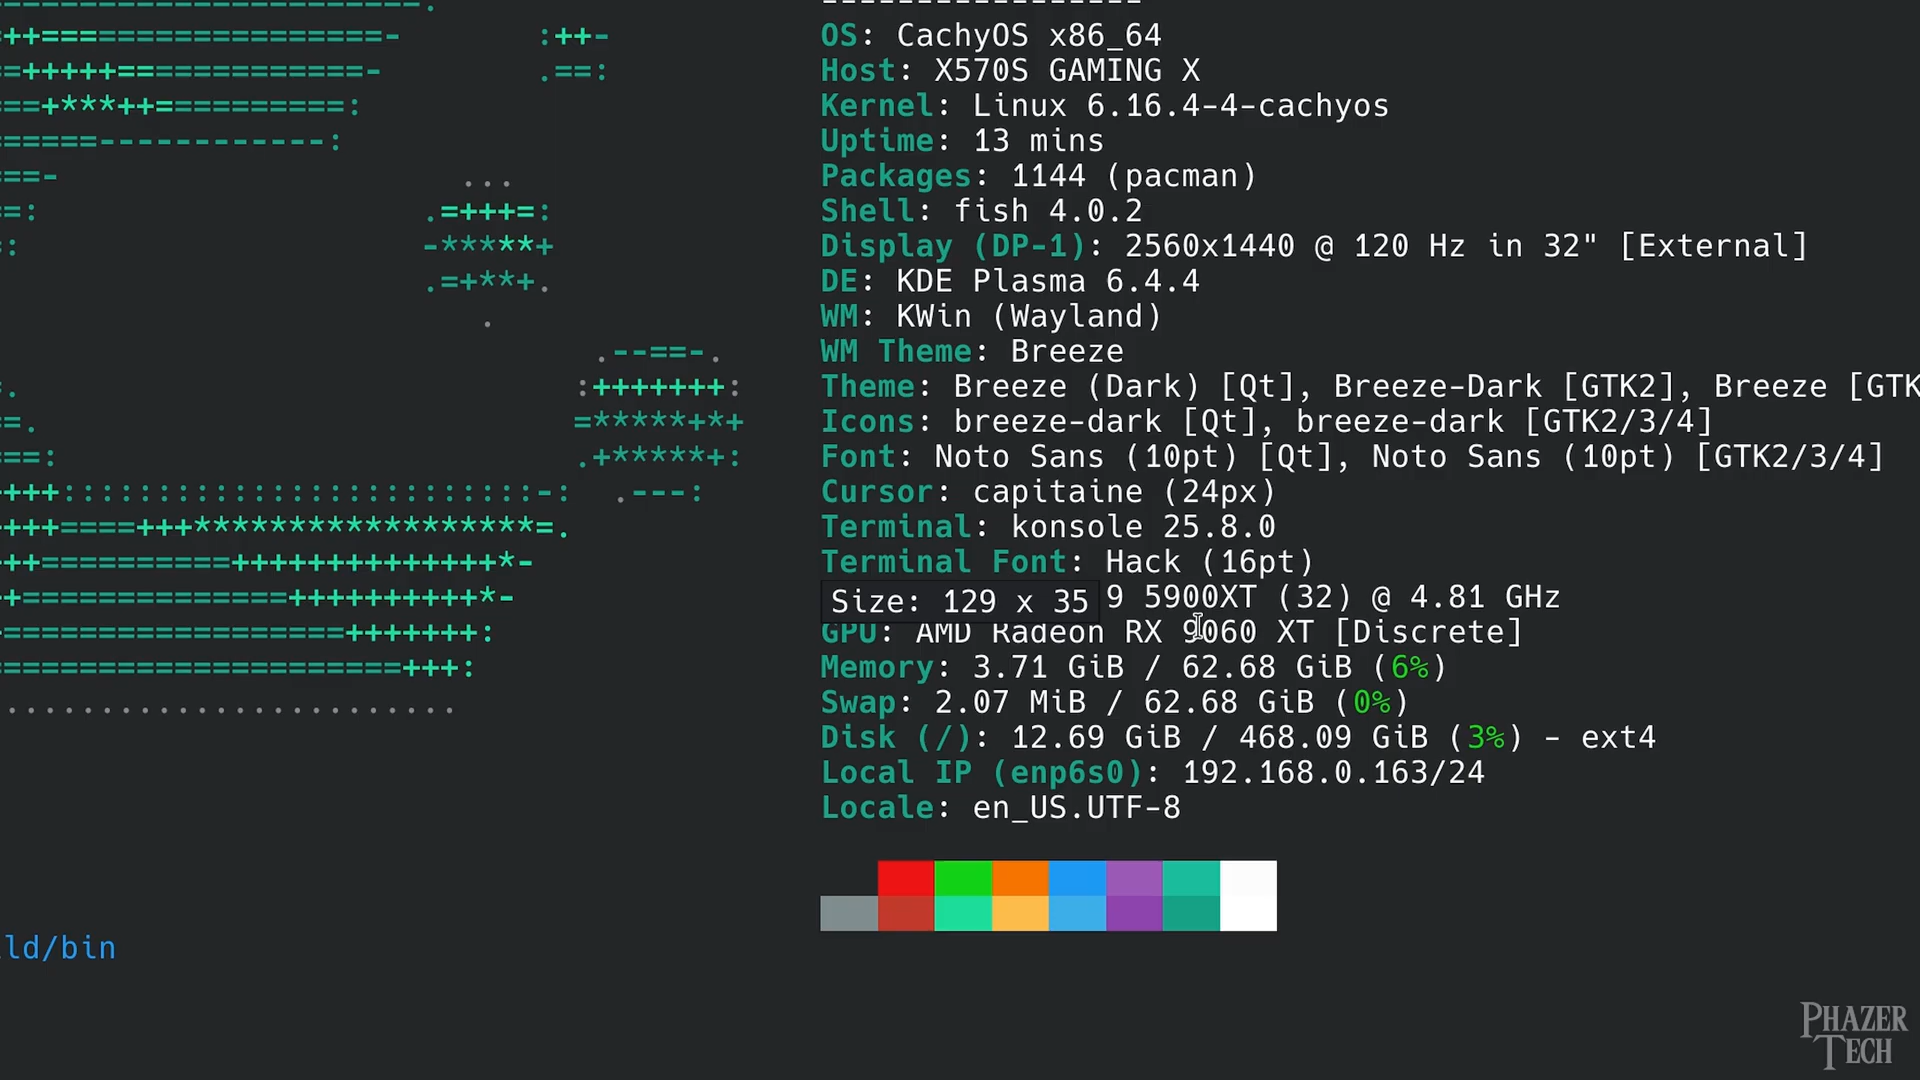 OS: CachyOS x86_64
Host: X570S GAMING X
Kernel: Linux 6.16.4-4-cachyos
Uptime: 13 mins
Packages: 1144 (pacman)
Shell: fish 4.0.2
Display (DP-1): 2560x1440 @ 120 Hz in 32" [External]
DE: KDE Plasma 6.4.4
WM: KWin (Wayland)
WM Theme: Breeze
Theme: Breeze (Dark) [Qt], Breeze-Dark [GTK2], Breeze [GTK
Icons: breeze-dark [Qt], breeze-dark [GTK2/3/4]
Font: Noto Sans (10pt) [Qt], Noto Sans (10pt) [GTK2/3/4]
Cursor: capitaine (24px)
Terminal: konsole 25.8.0
Terminal Font: Hack (16pt)
Size: 129 x 35 9 5900XT (32) @ 4.81 GHz
GPU: AMD Radeon RX 9060 XT [Discrete]
Memory: 3.71 GiB / 62.68 GiB (6%)
Swap: 2.07 MiB / 62.68 GiB (0%)
Disk (/): 12.69 GiB / 468.09 GiB (3%) - ext4
Local IP (enp6s0): 192.168.0.163/24
Locale: en_US.UTF-8
ld/bin
PHAZER
TECH